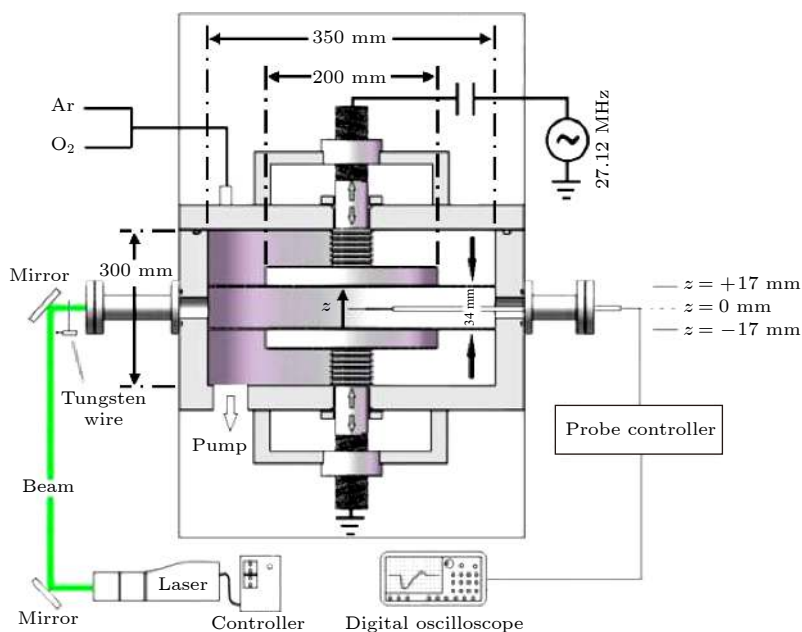 350 mm
200 mm
Ar
O₂
27.12 MHz
300 mm
Mirror
z
34 mm
z = +17 mm
z = 0 mm
z = −17 mm
Tungsten
wire
Pump
Probe controller
Beam
Laser
Mirror
Controller
Digital oscilloscope